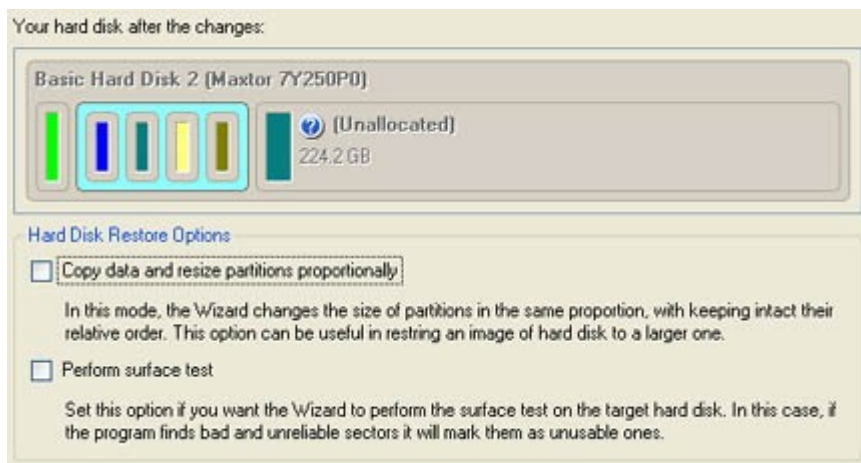 Your hard disk after the changes:
Basic Hard Disk 2 (Maxtor 7Y250P0)
(Unallocated)
224.2 GB
Hard Disk Restore Options
Copy data and resize partitions proportionally
In this mode, the Wizard changes the size of partitions in the same proportion, with keeping intact their
relative order. This option can be useful in restring an image of hard disk to a larger one.
Perform surface test
Set this option if you want the Wizard to perform the surface test on the target hard disk. In this case, if
the program finds bad and unreliable sectors it will mark them as unusable ones.